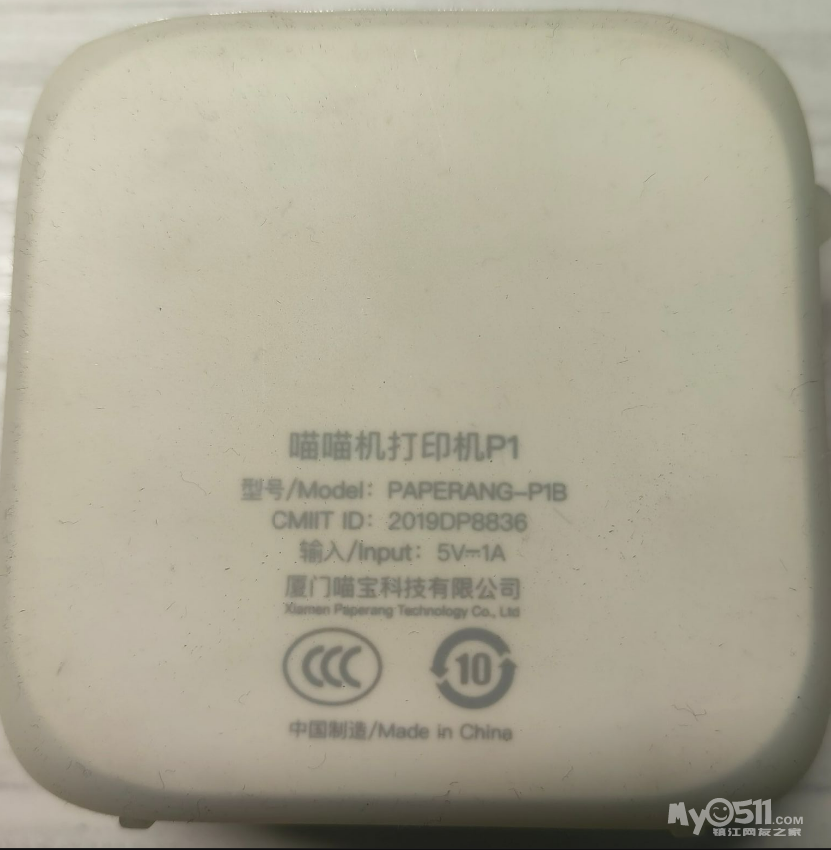 喵喵机打印机P1
型号/Model：PAPERANG-P1B
CMIIT ID：2019DP8836
输入/Input：5V⎓1A
厦门喵宝科技有限公司
Xiamen Paperang Technology Co., Ltd
CCC
10
中国制造/Made in China
My0511.COM
镇江网友之家